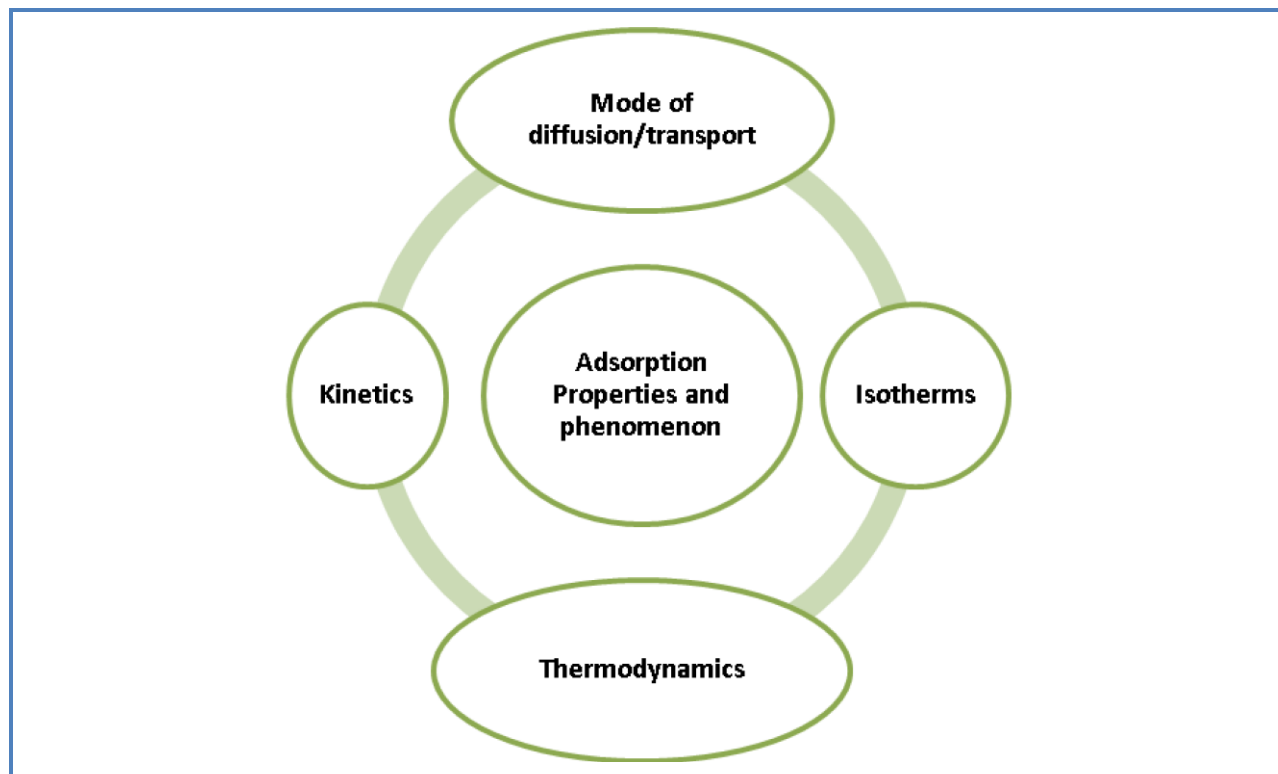 Mode of
diffusion/transport
Kinetics
Adsorption
Properties and
phenomenon
Isotherms
Thermodynamics